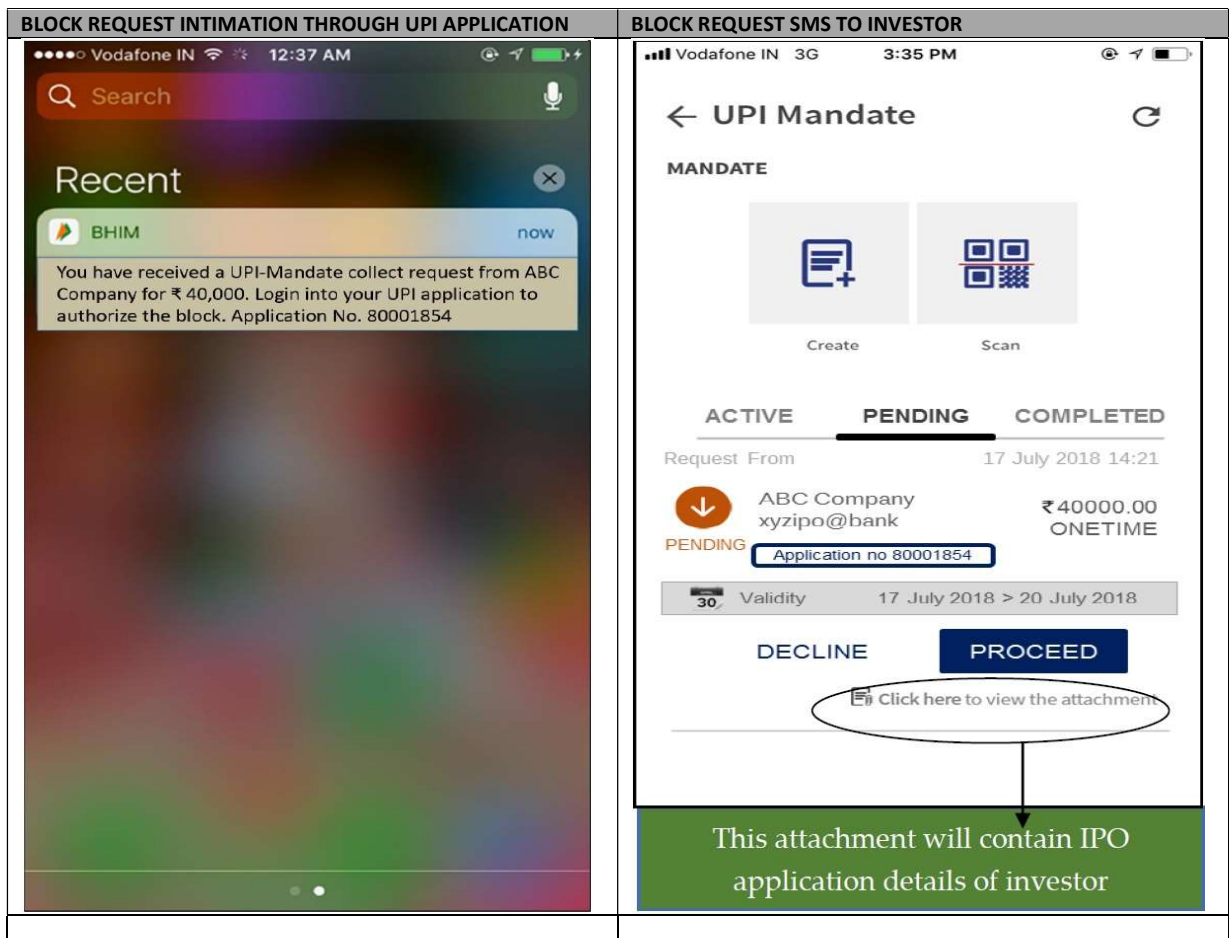 BLOCK REQUEST INTIMATION THROUGH UPI APPLICATION
Vodafone IN 12:37 AM
Search
Recent
BHIM now
You have received a UPI-Mandate collect request from ABC
Company for ₹ 40,000. Login into your UPI application to
authorize the block. Application No. 80001854
BLOCK REQUEST SMS TO INVESTOR
Vodafone IN 3G 3:35 PM
UPI Mandate
MANDATE
Create Scan
ACTIVE PENDING COMPLETED
Request From 17 July 2018 14:21
ABC Company ₹40000.00
xyzipo@bank ONETIME
PENDING Application no 80001854
30 Validity 17 July 2018 > 20 July 2018
DECLINE PROCEED
Click here to view the attachment
This attachment will contain IPO
application details of investor